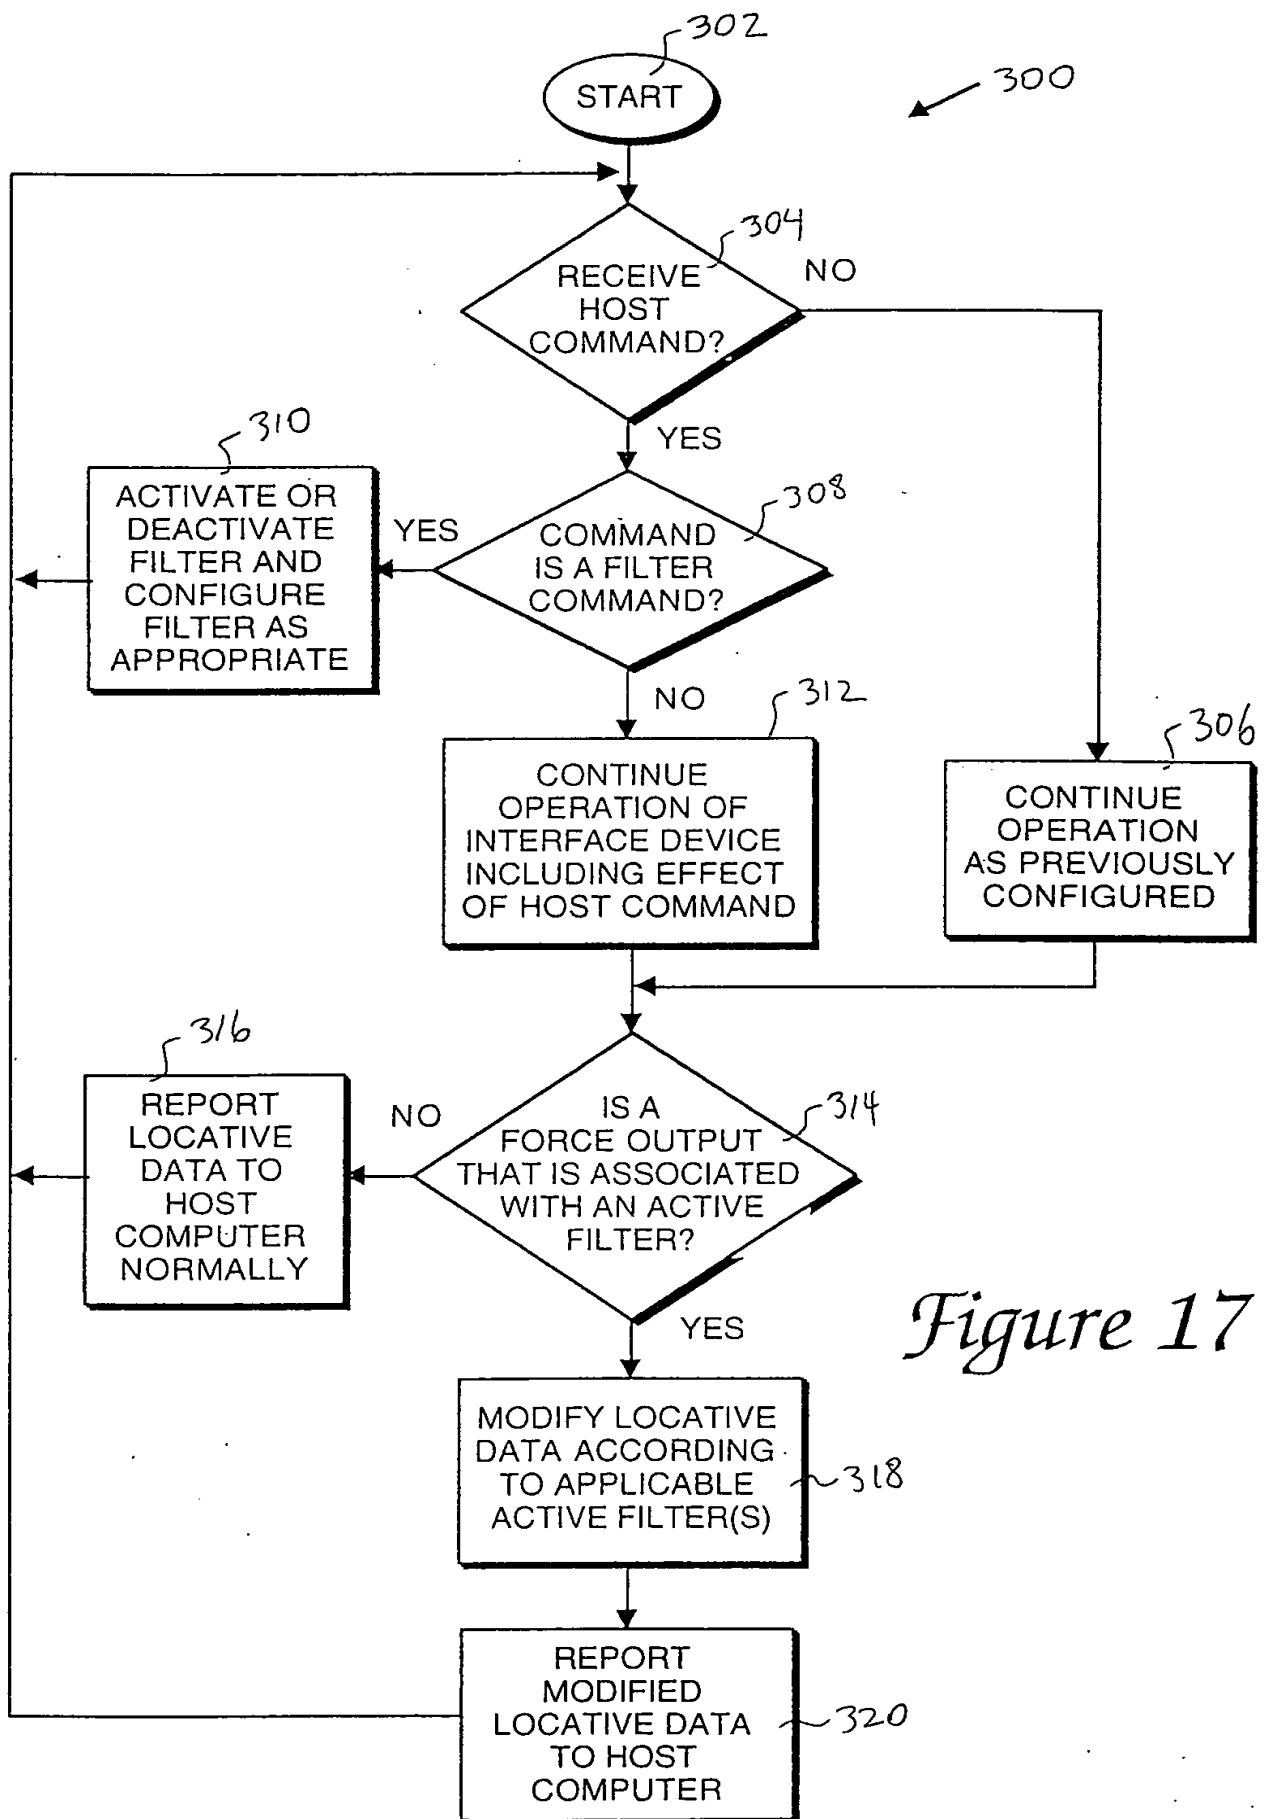 302
START
300
304
RECEIVE
HOST
COMMAND?
NO
YES
310
ACTIVATE OR
DEACTIVATE
FILTER AND
CONFIGURE
FILTER AS
APPROPRIATE
YES
308
COMMAND
IS A FILTER
COMMAND?
NO
312
CONTINUE
OPERATION OF
INTERFACE DEVICE
INCLUDING EFFECT
OF HOST COMMAND
306
CONTINUE
OPERATION
AS PREVIOUSLY
CONFIGURED
316
REPORT
LOCATIVE
DATA TO
HOST
COMPUTER
NORMALLY
NO
314
IS A
FORCE OUTPUT
THAT IS ASSOCIATED
WITH AN ACTIVE
FILTER?
YES
Figure 17
MODIFY LOCATIVE
DATA ACCORDING
TO APPLICABLE
ACTIVE FILTER(S)
318
REPORT
MODIFIED
LOCATIVE DATA
TO HOST
COMPUTER
320